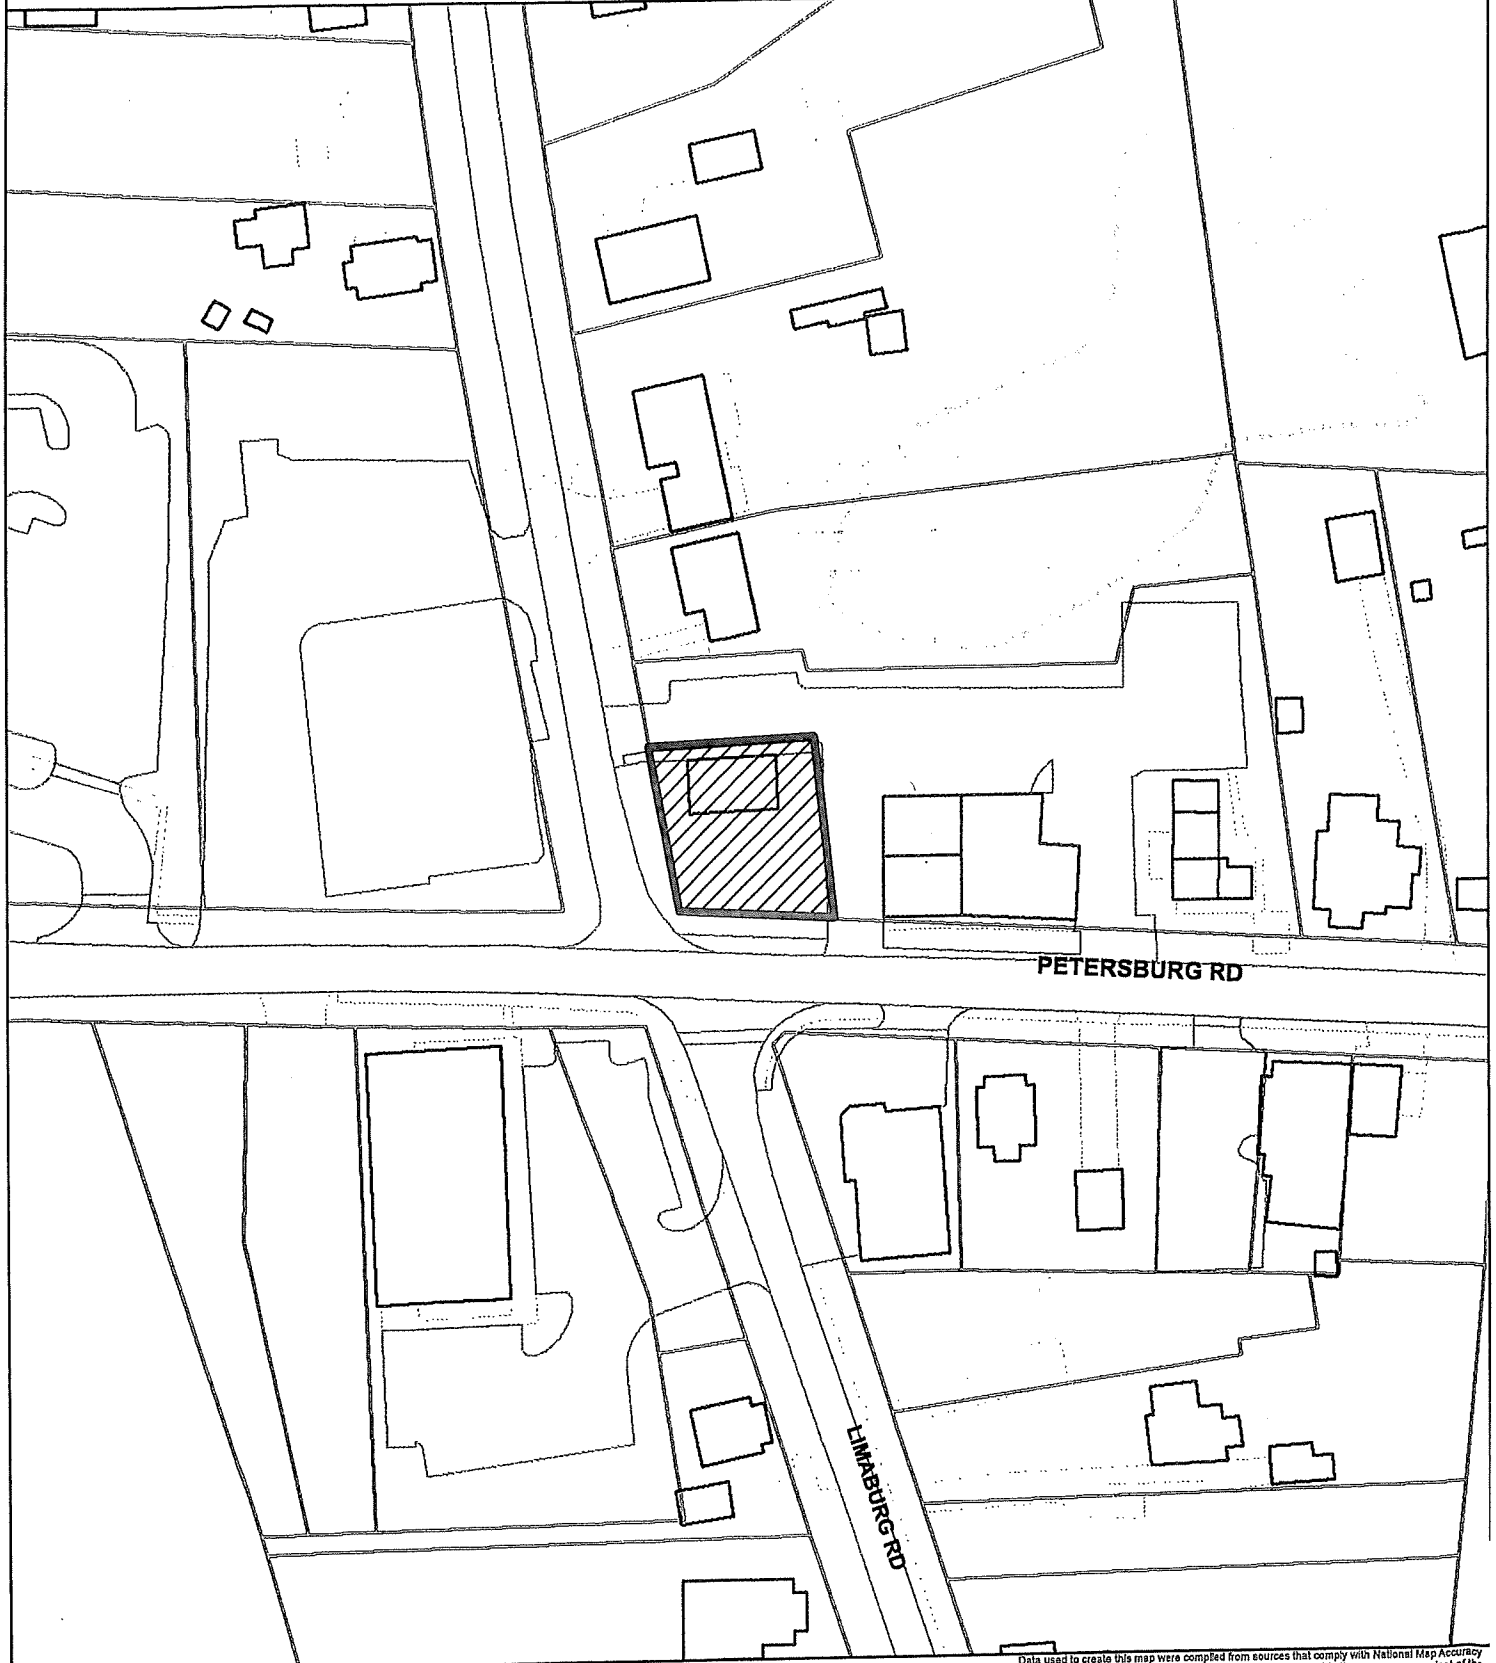 PETERSBURG RD
LIMABURG RD
Data used to create this map were compiled from sources that comply with National Map Accuracy